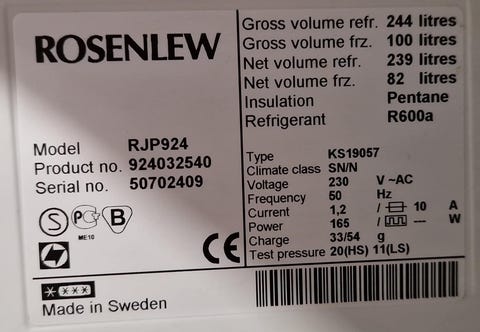 ROSENLEW
Model RJP924
Product no. 924032540
Serial no. 50702409
S PG B
ME10
CE
Made in Sweden
Gross volume refr. 244 litres
Gross volume frz. 100 litres
Net volume refr. 239 litres
Net volume frz. 82 litres
Insulation Pentane
Refrigerant R600a
Type KS19057
Climate class SN/N
Voltage 230 V ~AC
Frequency 50 Hz
Current 1,2 / 10 A
Power 165 / --- W
Charge 33/54 g
Test pressure 20(HS) 11(LS)